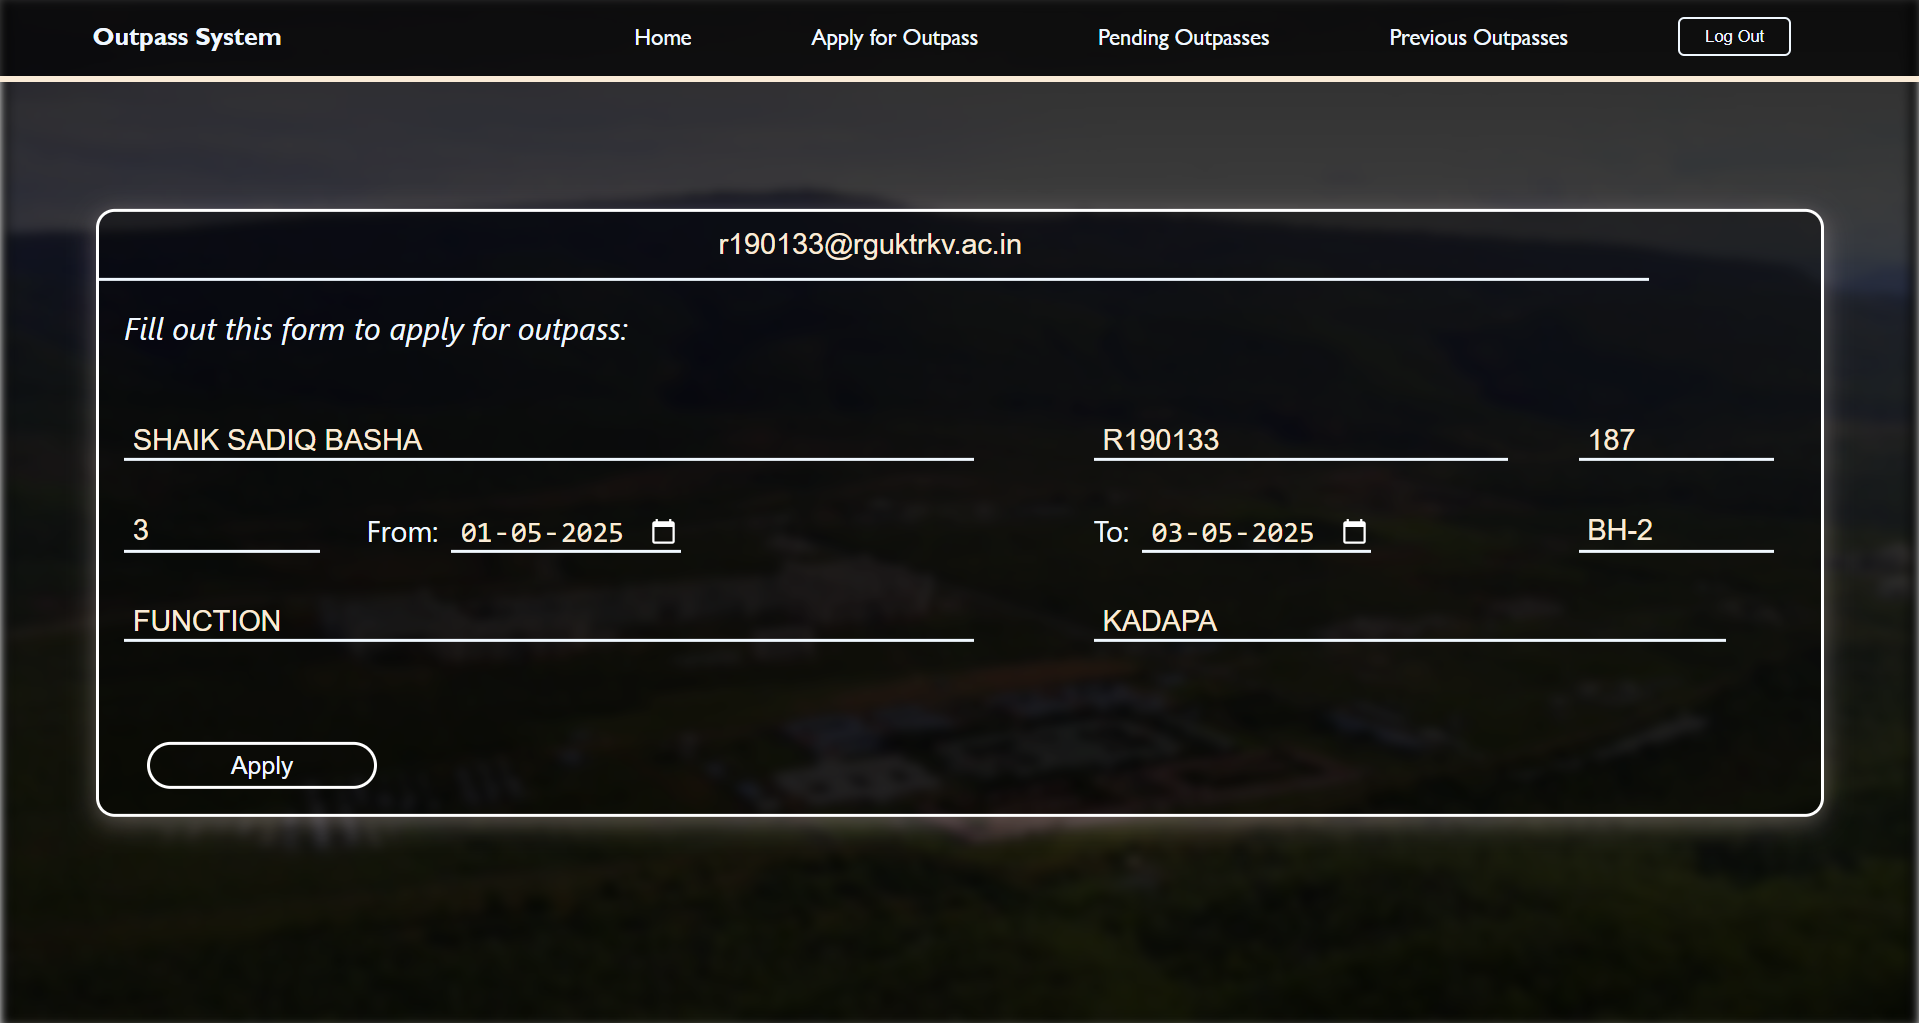 Outpass System Home Apply for Outpass Pending Outpasses Previous Outpasses Log Out
r190133@rguktrkv.ac.in
Fill out this form to apply for outpass:
SHAIK SADIQ BASHA R190133 187
3 From: 01-05-2025 To: 03-05-2025 BH-2
FUNCTION KADAPA
Apply